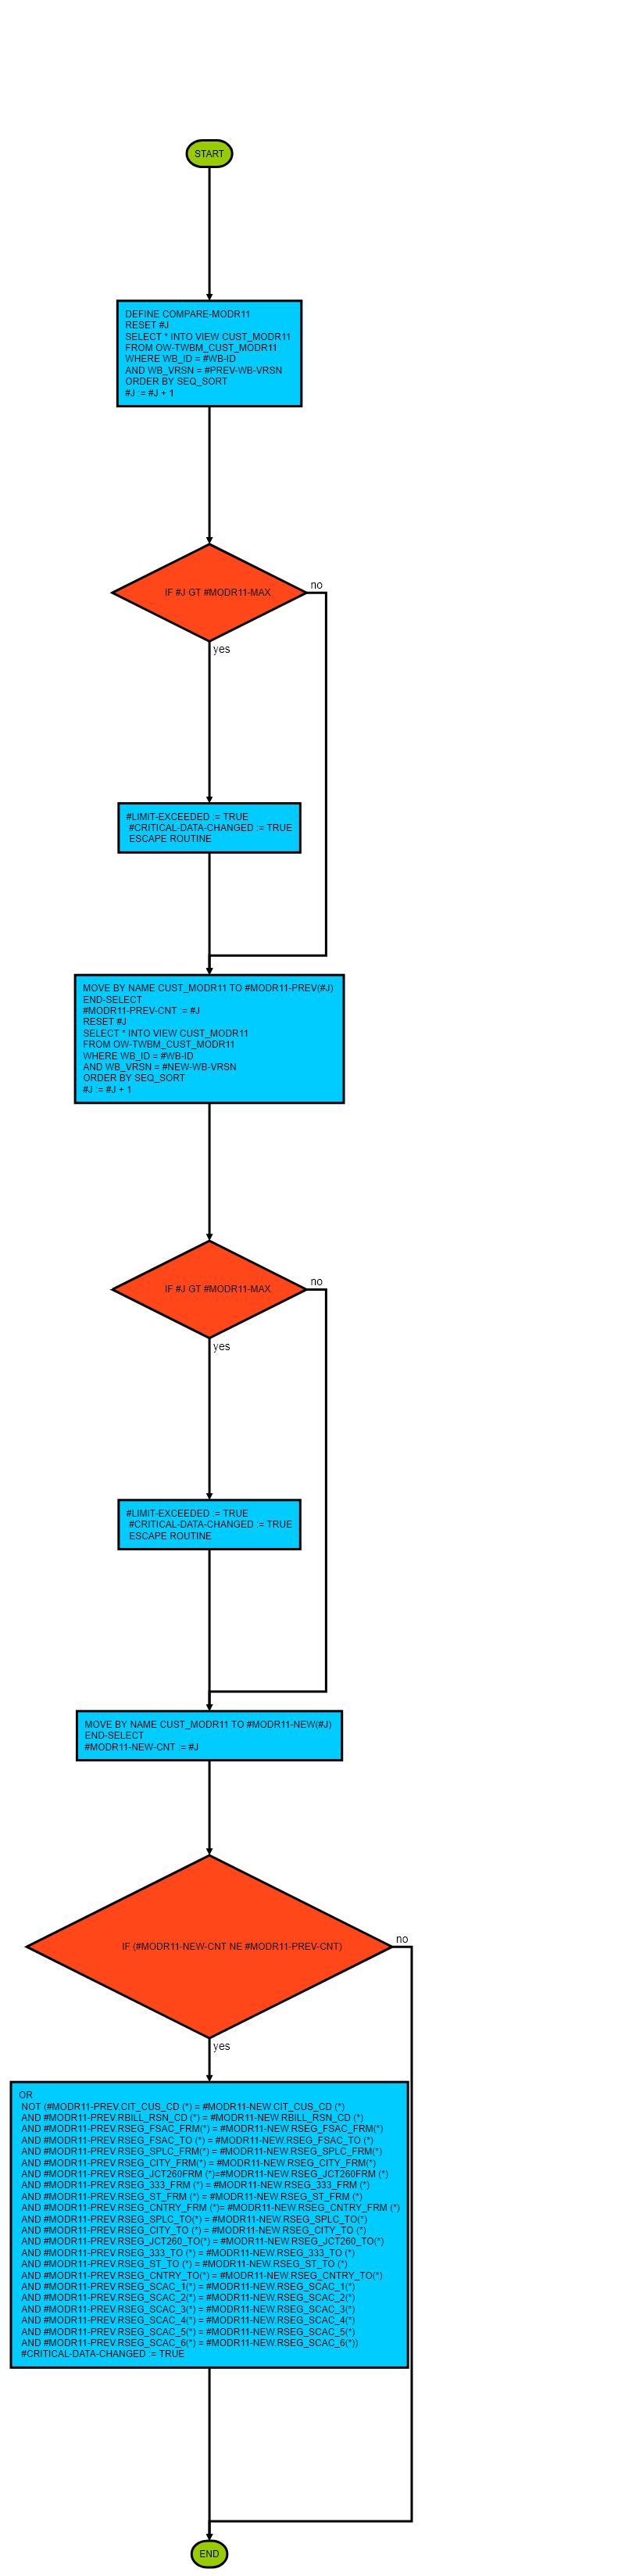 START
DEFINE COMPARE-MODR11
RESET #J
SELECT * INTO VIEW CUST_MODR11
FROM OW-TWBM_CUST_MODR11
WHERE WB_ID = #WB-ID
AND WB_VRSN = #PREV-WB-VRSN
ORDER BY SEQ_SORT
#J := #J + 1
IF #J GT #MODR11-MAX
no
yes
#LIMIT-EXCEEDED := TRUE
#CRITICAL-DATA-CHANGED := TRUE
ESCAPE ROUTINE
MOVE BY NAME CUST_MODR11 TO #MODR11-PREV(#J)
END-SELECT
#MODR11-PREV-CNT := #J
RESET #J
SELECT * INTO VIEW CUST_MODR11
FROM OW-TWBM_CUST_MODR11
WHERE WB_ID = #WB-ID
AND WB_VRSN = #NEW-WB-VRSN
ORDER BY SEQ_SORT
#J := #J + 1
IF #J GT #MODR11-MAX
no
yes
#LIMIT-EXCEEDED := TRUE
#CRITICAL-DATA-CHANGED := TRUE
ESCAPE ROUTINE
MOVE BY NAME CUST_MODR11 TO #MODR11-NEW(#J)
END-SELECT
#MODR11-NEW-CNT := #J
IF (#MODR11-NEW-CNT NE #MODR11-PREV-CNT)
no
yes
OR
NOT (#MODR11-PREV.CIT_CUS_CD (*) = #MODR11-NEW.CIT_CUS_CD (*)
AND #MODR11-PREV.RBILL_RSN_CD (*) = #MODR11-NEW.RBILL_RSN_CD (*)
AND #MODR11-PREV.RSEG_FSAC_FRM(*) = #MODR11-NEW.RSEG_FSAC_FRM(*)
AND #MODR11-PREV.RSEG_FSAC_TO (*) = #MODR11-NEW.RSEG_FSAC_TO (*)
AND #MODR11-PREV.RSEG_SPLC_FRM(*) = #MODR11-NEW.RSEG_SPLC_FRM(*)
AND #MODR11-PREV.RSEG_CITY_FRM(*) = #MODR11-NEW.RSEG_CITY_FRM(*)
AND #MODR11-PREV.RSEG_JCT260FRM (*)=#MODR11-NEW.RSEG_JCT260FRM (*)
AND #MODR11-PREV.RSEG_333_FRM (*) = #MODR11-NEW.RSEG_333_FRM (*)
AND #MODR11-PREV.RSEG_ST_FRM (*) = #MODR11-NEW.RSEG_ST_FRM (*)
AND #MODR11-PREV.RSEG_CNTRY_FRM (*)= #MODR11-NEW.RSEG_CNTRY_FRM (*)
AND #MODR11-PREV.RSEG_SPLC_TO(*) = #MODR11-NEW.RSEG_SPLC_TO(*)
AND #MODR11-PREV.RSEG_CITY_TO (*) = #MODR11-NEW.RSEG_CITY_TO (*)
AND #MODR11-PREV.RSEG_JCT260_TO(*) = #MODR11-NEW.RSEG_JCT260_TO(*)
AND #MODR11-PREV.RSEG_333_TO (*) = #MODR11-NEW.RSEG_333_TO (*)
AND #MODR11-PREV.RSEG_ST_TO (*) = #MODR11-NEW.RSEG_ST_TO (*)
AND #MODR11-PREV.RSEG_CNTRY_TO(*) = #MODR11-NEW.RSEG_CNTRY_TO(*)
AND #MODR11-PREV.RSEG_SCAC_1(*) = #MODR11-NEW.RSEG_SCAC_1(*)
AND #MODR11-PREV.RSEG_SCAC_2(*) = #MODR11-NEW.RSEG_SCAC_2(*)
AND #MODR11-PREV.RSEG_SCAC_3(*) = #MODR11-NEW.RSEG_SCAC_3(*)
AND #MODR11-PREV.RSEG_SCAC_4(*) = #MODR11-NEW.RSEG_SCAC_4(*)
AND #MODR11-PREV.RSEG_SCAC_5(*) = #MODR11-NEW.RSEG_SCAC_5(*)
AND #MODR11-PREV.RSEG_SCAC_6(*) = #MODR11-NEW.RSEG_SCAC_6(*))
#CRITICAL-DATA-CHANGED := TRUE
END